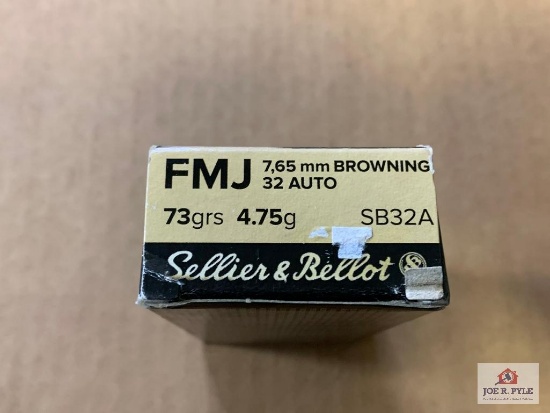 FMJ 7,65 mm BROWNING
32 AUTO
73grs 4.75g SB32A
Sellier & Bellot
JOE R. PYLE